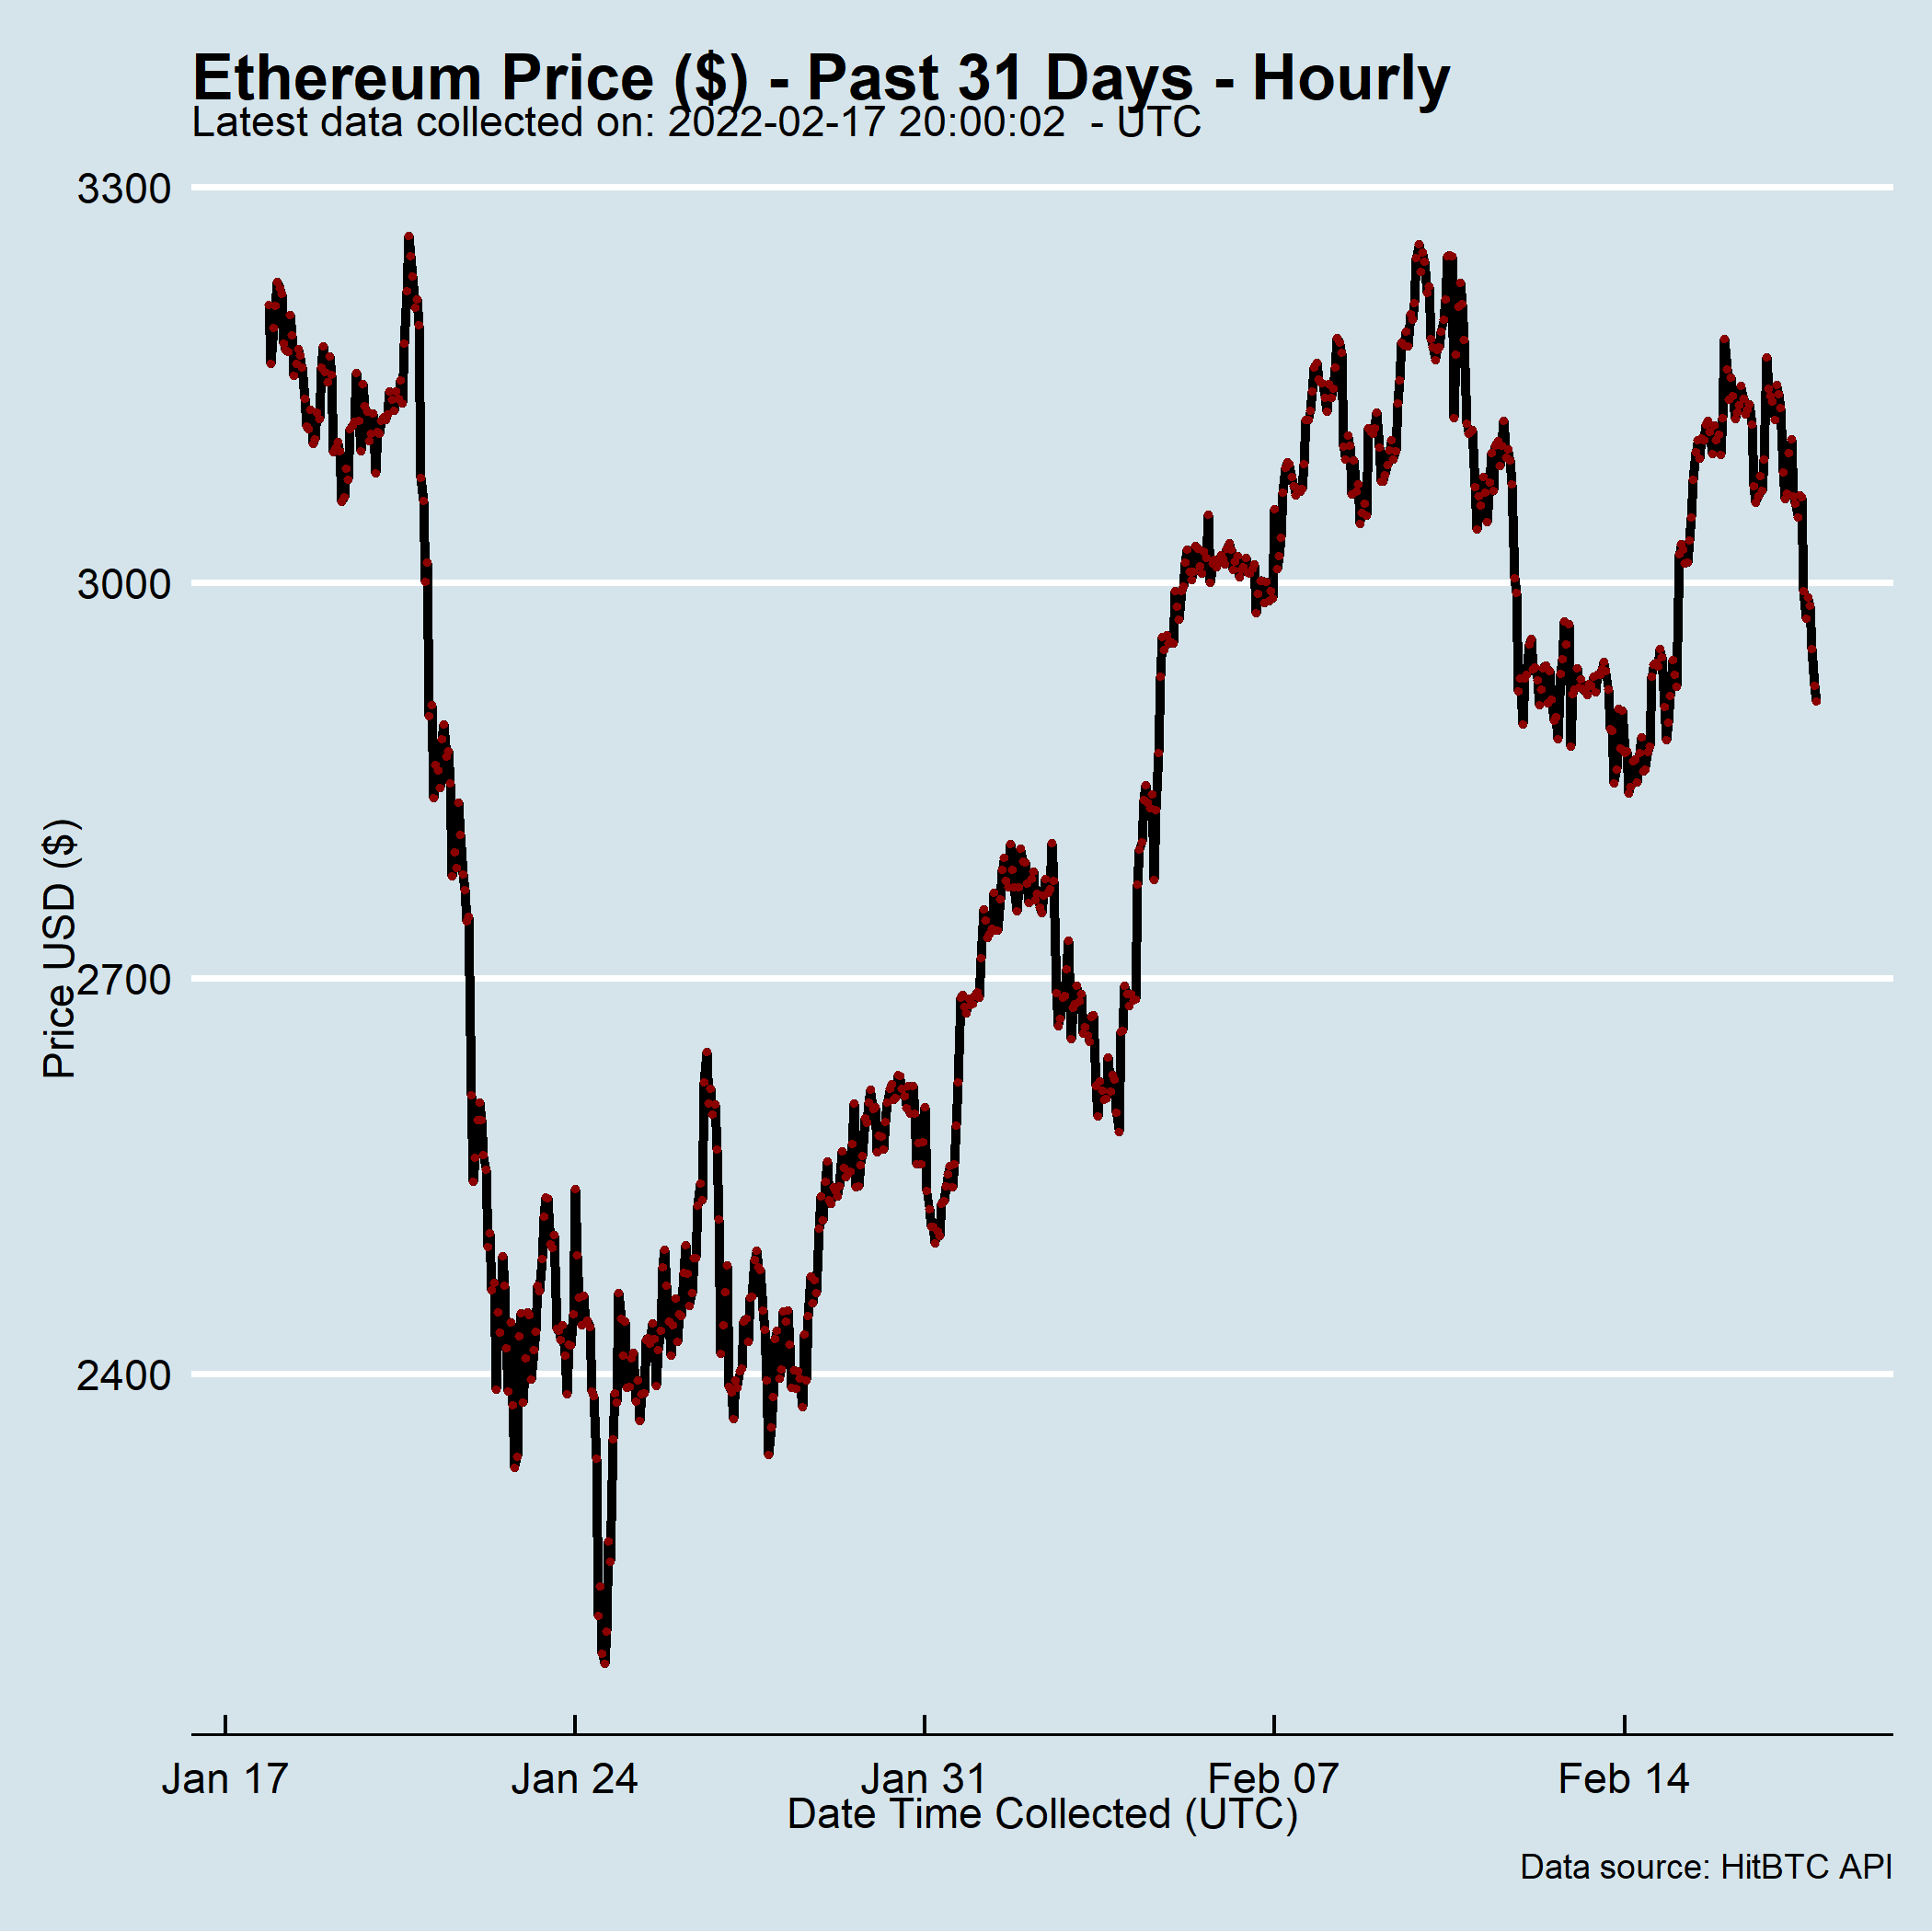 Ethereum Price ($) - Past 31 Days - Hourly
Latest data collected on: 2022-02-17 20:00:02  - UTC
3300
3000
2700
2400
Price USD ($)
Jan 17
Jan 24
Jan 31
Feb 07
Feb 14
Date Time Collected (UTC)
Data source: HitBTC API